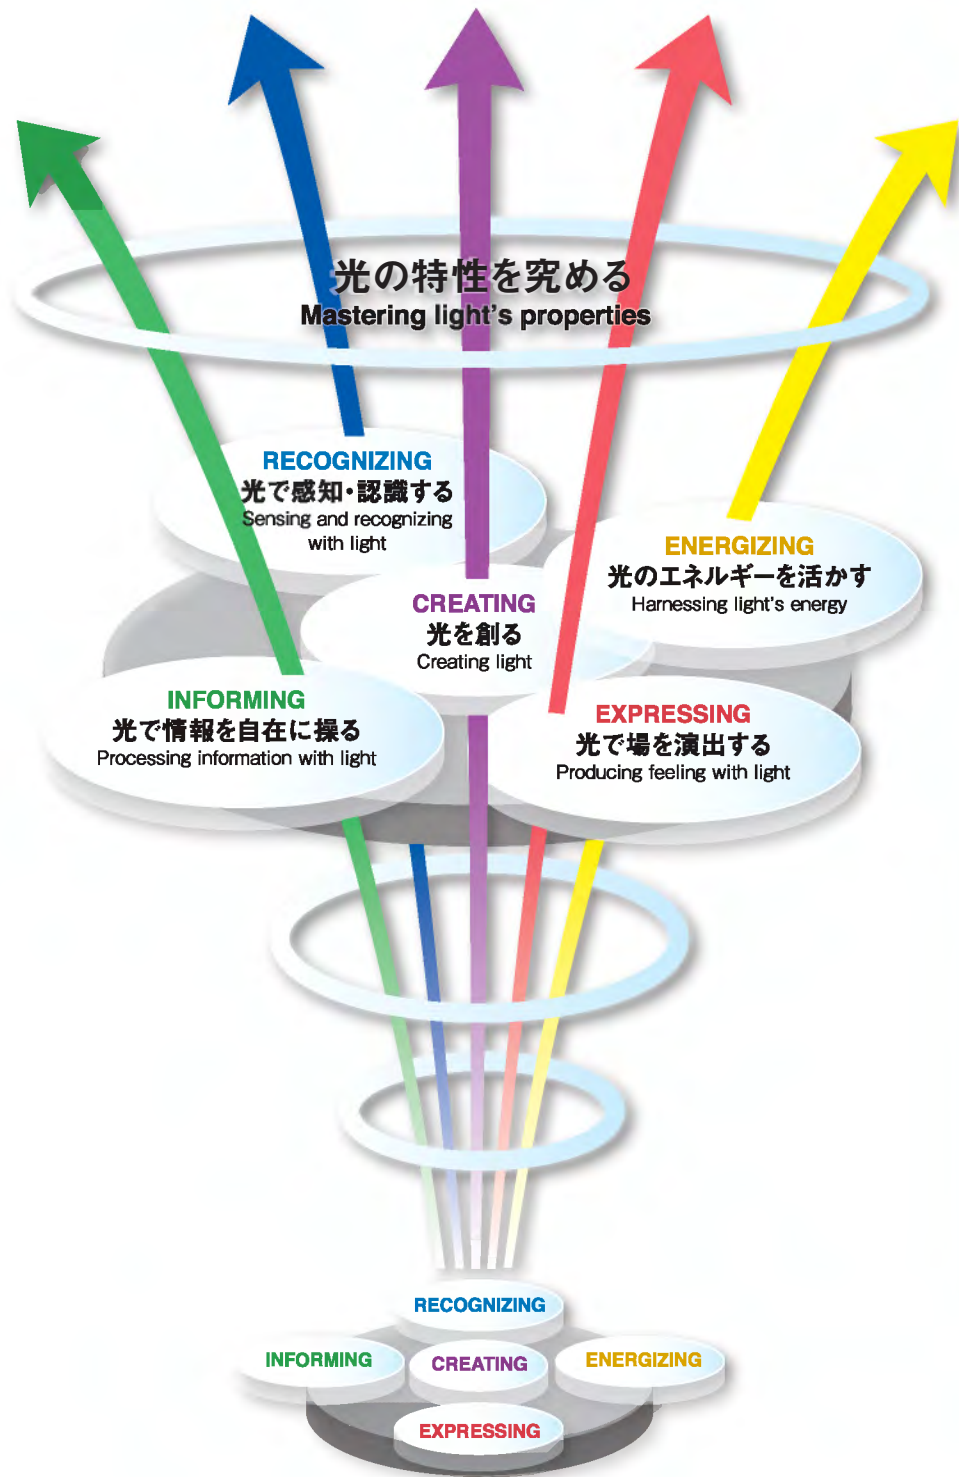 光の特性を究める
Mastering light's properties
RECOGNIZING
光で感知・認識する
Sensing and recognizing
with light
ENERGIZING
光のエネルギーを活かす
Harnessing light's energy
CREATING
光を創る
Creating light
INFORMING
光で情報を自在に操る
Processing information with light
EXPRESSING
光で場を演出する
Producing feeling with light
RECOGNIZING
INFORMING
CREATING
ENERGIZING
EXPRESSING